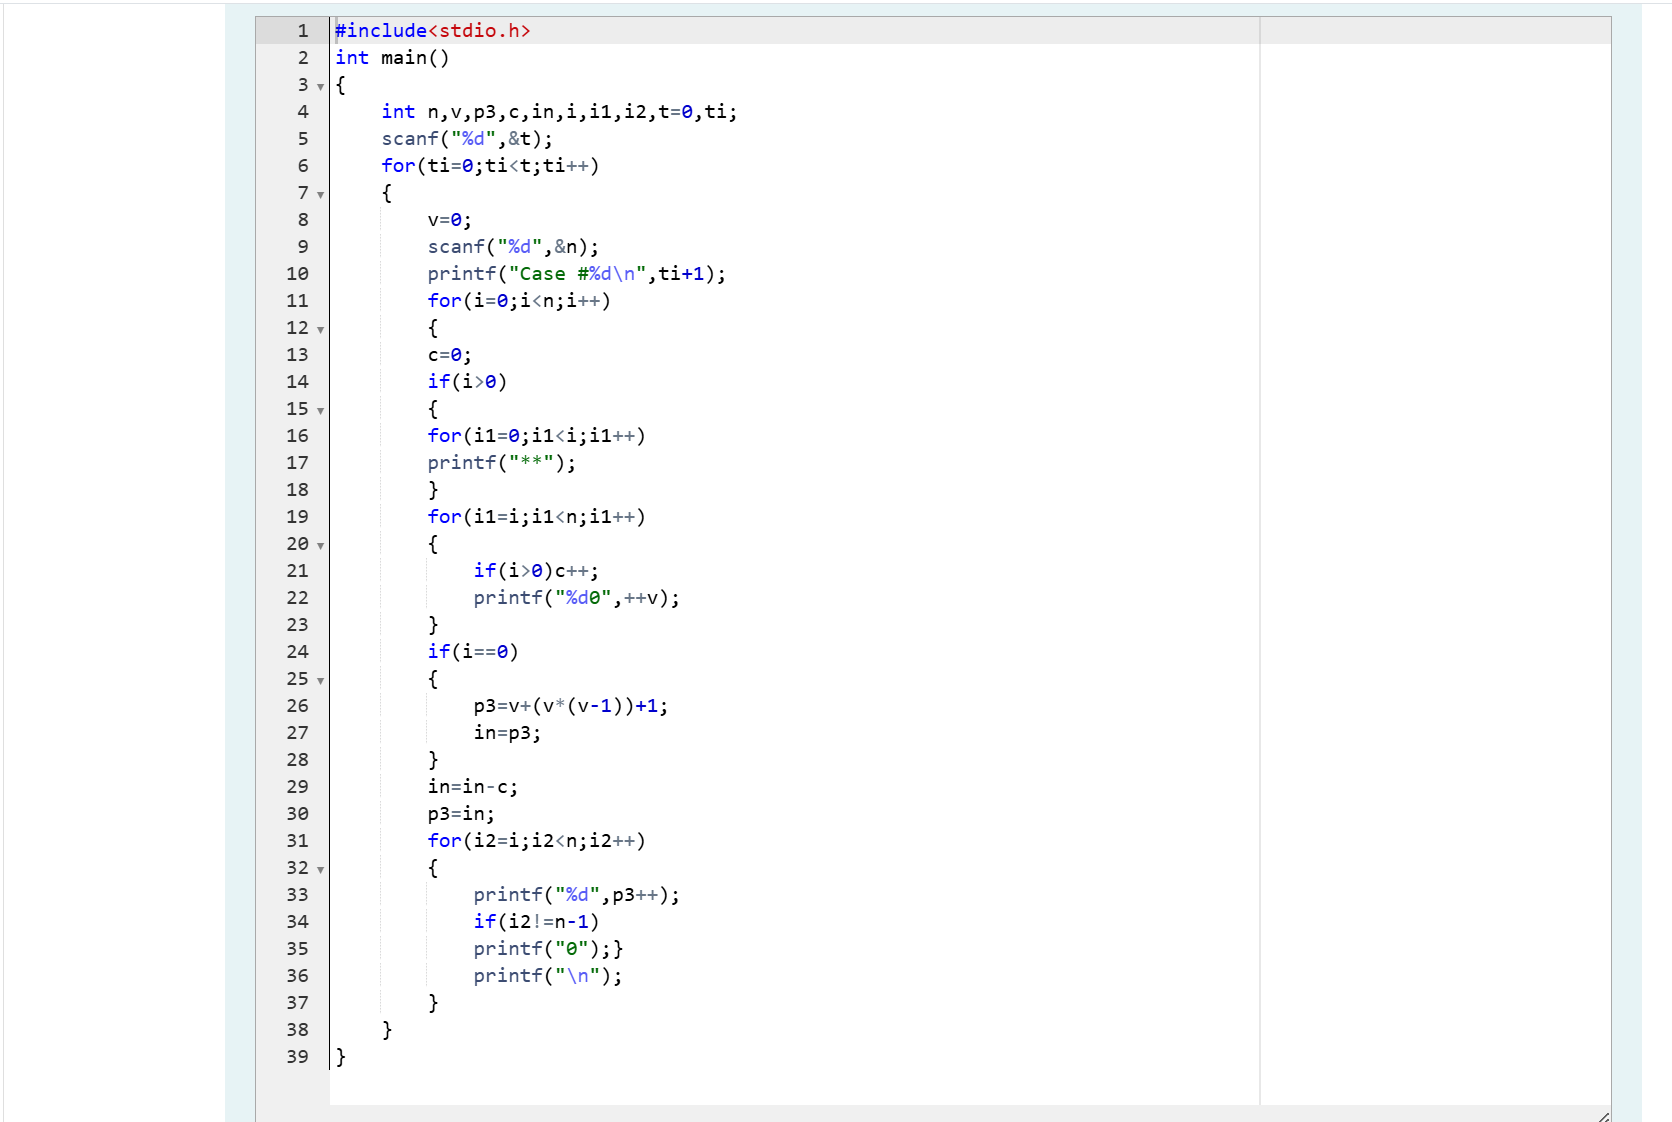 1 #include<stdio.h>
2 int main()
3 {
4     int n,v,p3,c,in,i,i1,i2,t=0,ti;
5     scanf("%d",&t);
6     for(ti=0;ti<t;ti++)
7     {
8         v=0;
9         scanf("%d",&n);
10         printf("Case #%d\n",ti+1);
11         for(i=0;i<n;i++)
12         {
13         c=0;
14         if(i>0)
15         {
16         for(i1=0;i1<i;i1++)
17         printf("**");
18         }
19         for(i1=i;i1<n;i1++)
20         {
21             if(i>0)c++;
22             printf("%d0",++v);
23         }
24         if(i==0)
25         {
26             p3=v+(v*(v-1))+1;
27             in=p3;
28         }
29         in=in-c;
30         p3=in;
31         for(i2=i;i2<n;i2++)
32         {
33             printf("%d",p3++);
34             if(i2!=n-1)
35             printf("0");}
36             printf("\n");
37         }
38     }
39 }